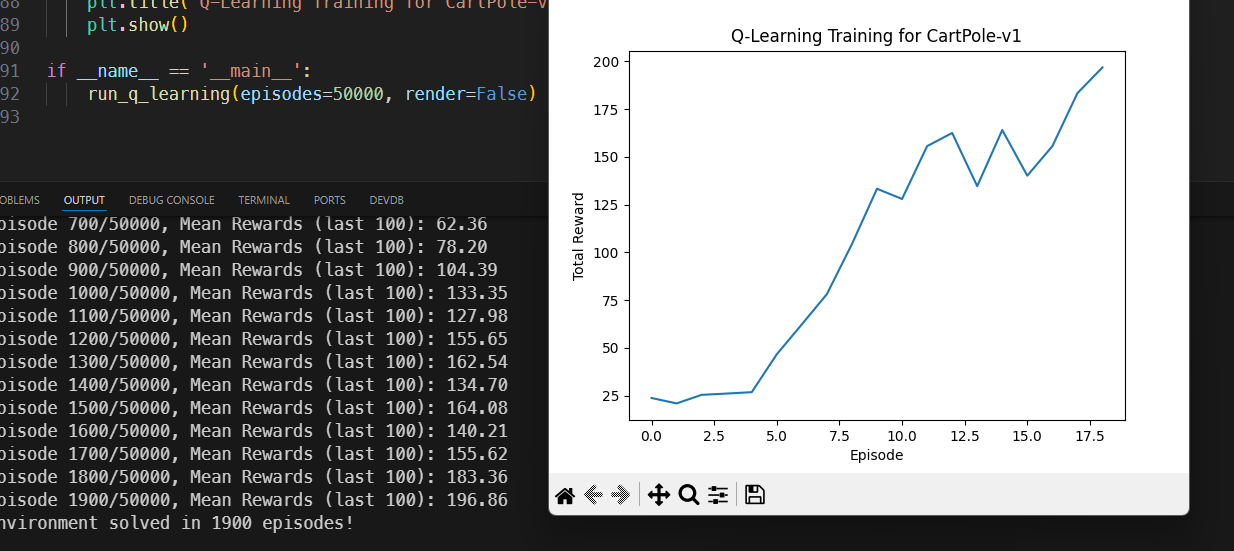 88 plt.title('Q-Learning Training for CartPole-v
89 plt.show()
90
91 if __name__ == '__main__':
92 run_q_learning(episodes=50000, render=False)
93
OBLEMS OUTPUT DEBUG CONSOLE TERMINAL PORTS DEVDB
pisode 700/50000, Mean Rewards (last 100): 62.36
pisode 800/50000, Mean Rewards (last 100): 78.20
pisode 900/50000, Mean Rewards (last 100): 104.39
pisode 1000/50000, Mean Rewards (last 100): 133.35
pisode 1100/50000, Mean Rewards (last 100): 127.98
pisode 1200/50000, Mean Rewards (last 100): 155.65
pisode 1300/50000, Mean Rewards (last 100): 162.54
pisode 1400/50000, Mean Rewards (last 100): 134.70
pisode 1500/50000, Mean Rewards (last 100): 164.08
pisode 1600/50000, Mean Rewards (last 100): 140.21
pisode 1700/50000, Mean Rewards (last 100): 155.62
pisode 1800/50000, Mean Rewards (last 100): 183.36
pisode 1900/50000, Mean Rewards (last 100): 196.86
nvironment solved in 1900 episodes!
Q-Learning Training for CartPole-v1
200
175
150
125
100
75
50
25
Total Reward
0.0 2.5 5.0 7.5 10.0 12.5 15.0 17.5
Episode